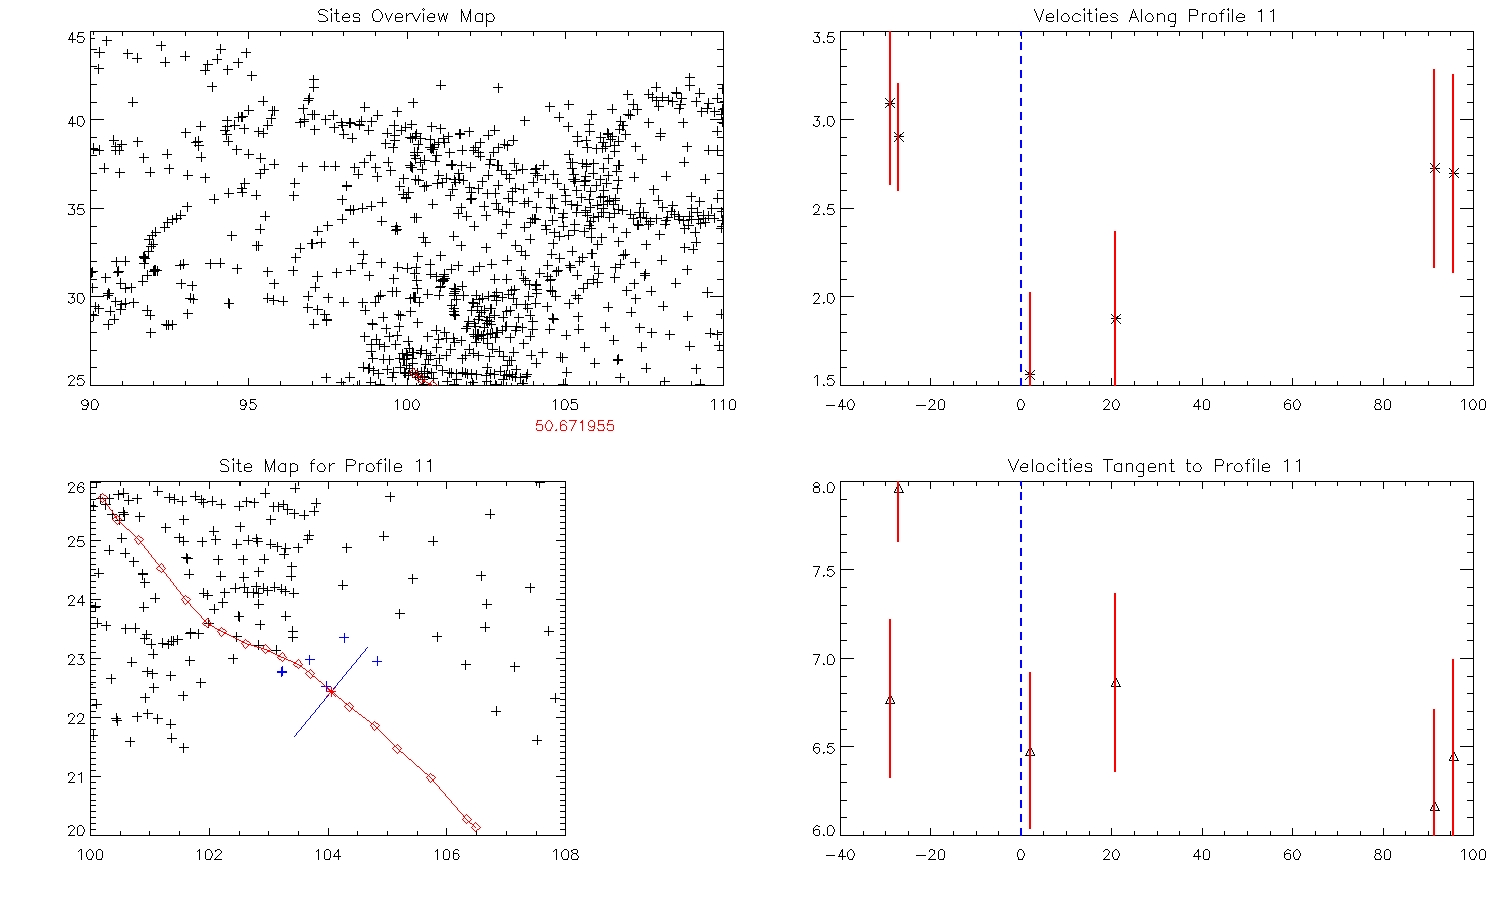 Sites Overview Map
45
40
35
30
25
90 95 100 105 110
50.671955
Velocities Along Profile 11
3.5
3.0
2.5
2.0
1.5
−40 −20 0 20 40 60 80 100
Site Map for Profile 11
26
25
24
23
22
21
20
100 102 104 106 108
Velocities Tangent to Profile 11
8.0
7.5
7.0
6.5
6.0
−40 −20 0 20 40 60 80 100